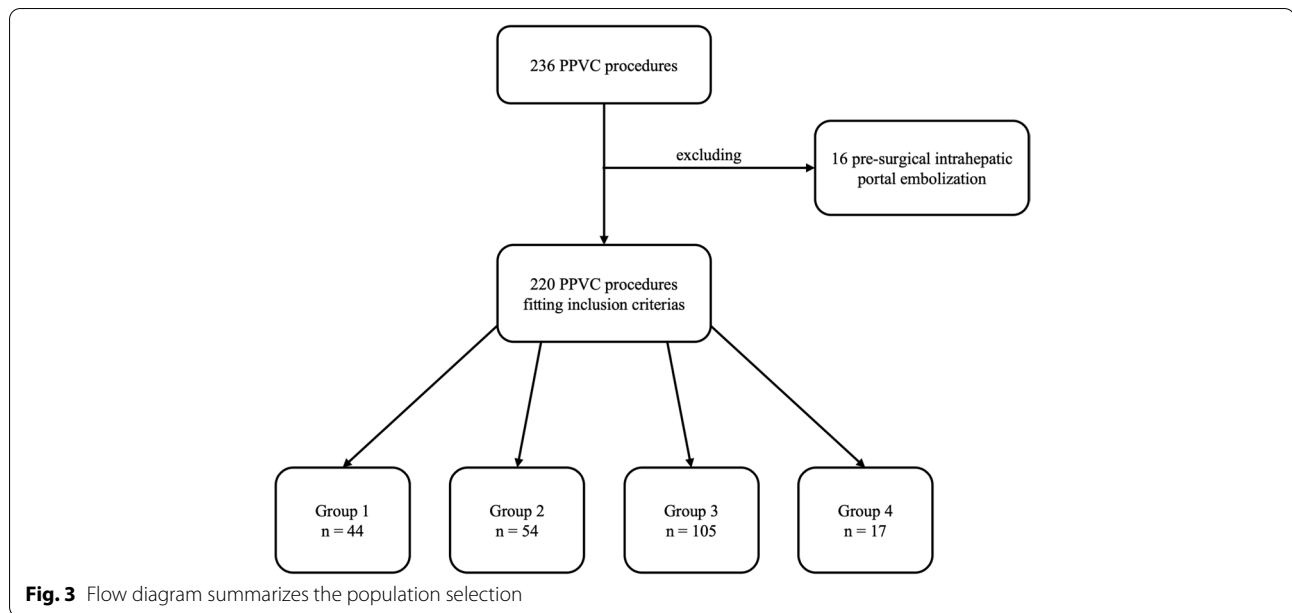 236 PPVC procedures
excluding
16 pre-surgical intrahepatic
portal embolization
220 PPVC procedures
fitting inclusion criterias
Group 1
n = 44
Group 2
n = 54
Group 3
n = 105
Group 4
n = 17
Fig. 3 Flow diagram summarizes the population selection